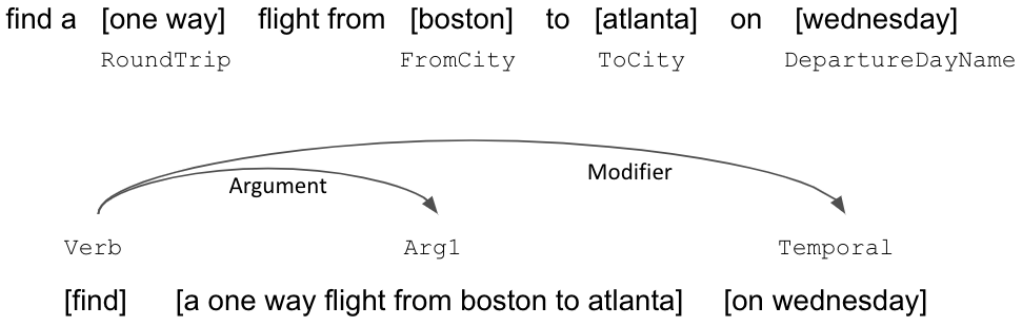 find a [one way] flight from [boston] to [atlanta] on [wednesday]
RoundTrip FromCity ToCity DepartureDayName
Argument Modifier
Verb Arg1 Temporal
[find] [a one way flight from boston to atlanta] [on wednesday]